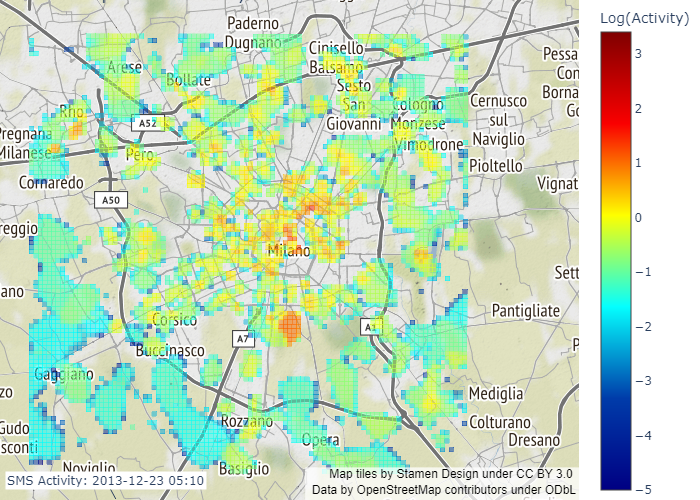 Log(Activity)
3
2
1
0
−1
−2
−3
−4
−5
Paderno
Dugnano
Cinisello
Balsamo
Arese
Bollate
Sesto
San
Giovanni
Cologno
Monzese
Pessa
Con
Borna
Go
Cernusco
sul
Naviglio
Rho
A52
Pregnana
Milanese
Pero
Vimodrone
Pioltello
Cornaredo
Vignat
A50
reggio
Milano
Sett
ano
Pantigliate
Corsico
A7
A1
P
Buccinasco
Gaggiano
zo
Mediglia
Gudo
sconti
Rozzano
Opera
Colturano
Dresano
Noviglio
Basiglio
SMS Activity: 2013-12-23 05:10
Map tiles by Stamen Design under CC BY 3.0
Data by OpenStreetMap contributors under ODbL